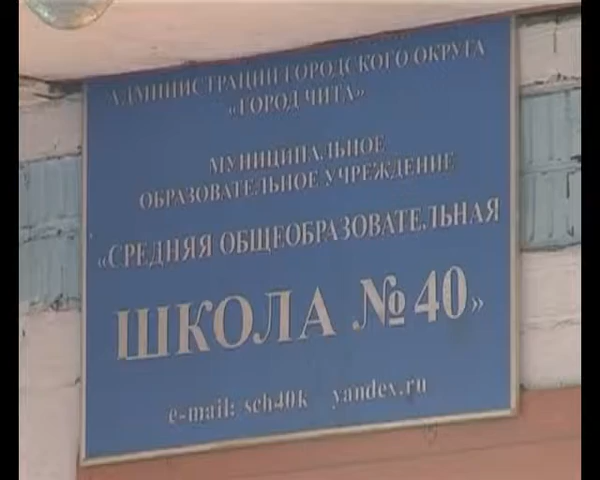 АДМИНИСТРАЦИИ ГОРОДСКОГО ОКРУГА
«ГОРОД ЧИТА»
МУНИЦИПАЛЬНОЕ
ОБРАЗОВАТЕЛЬНОЕ УЧРЕЖДЕНИЕ
«СРЕДНЯЯ ОБЩЕОБРАЗОВАТЕЛЬНАЯ
ШКОЛА №40»
e-mail: sch40k yandex.ru